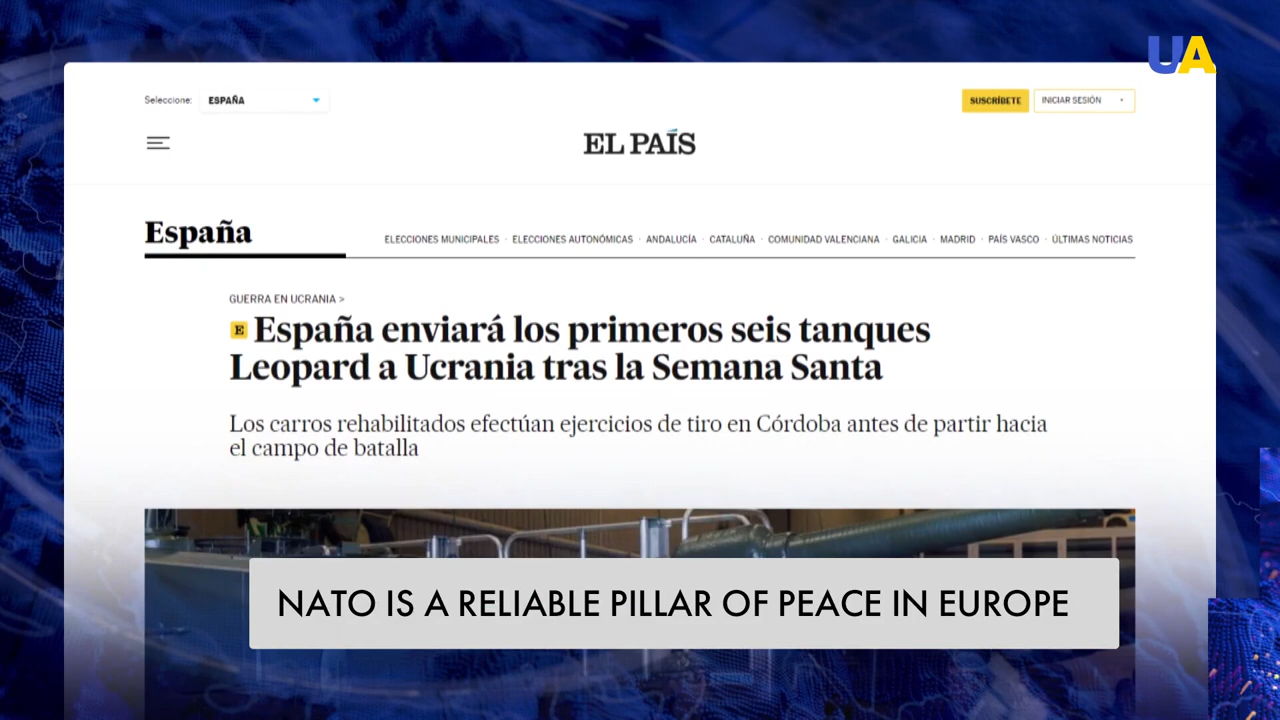 UA
Seleccione: ESPAÑA
SUSCRÍBETE
INICIAR SESIÓN
EL PAÍS
España
ELECCIONES MUNICIPALES · ELECCIONES AUTONÓMICAS · ANDALUCÍA · CATALUÑA · COMUNIDAD VALENCIANA · GALICIA · MADRID · PAÍS VASCO · ÚLTIMAS NOTICIAS
GUERRA EN UCRANIA >
E España enviará los primeros seis tanques
Leopard a Ucrania tras la Semana Santa
Los carros rehabilitados efectúan ejercicios de tiro en Córdoba antes de partir hacia
el campo de batalla
NATO IS A RELIABLE PILLAR OF PEACE IN EUROPE